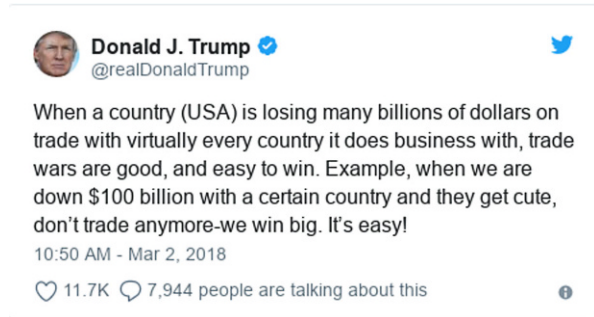 Donald J. Trump
@realDonaldTrump
When a country (USA) is losing many billions of dollars on
trade with virtually every country it does business with, trade
wars are good, and easy to win. Example, when we are
down $100 billion with a certain country and they get cute,
don’t trade anymore-we win big. It’s easy!
10:50 AM - Mar 2, 2018
11.7K 7,944 people are talking about this